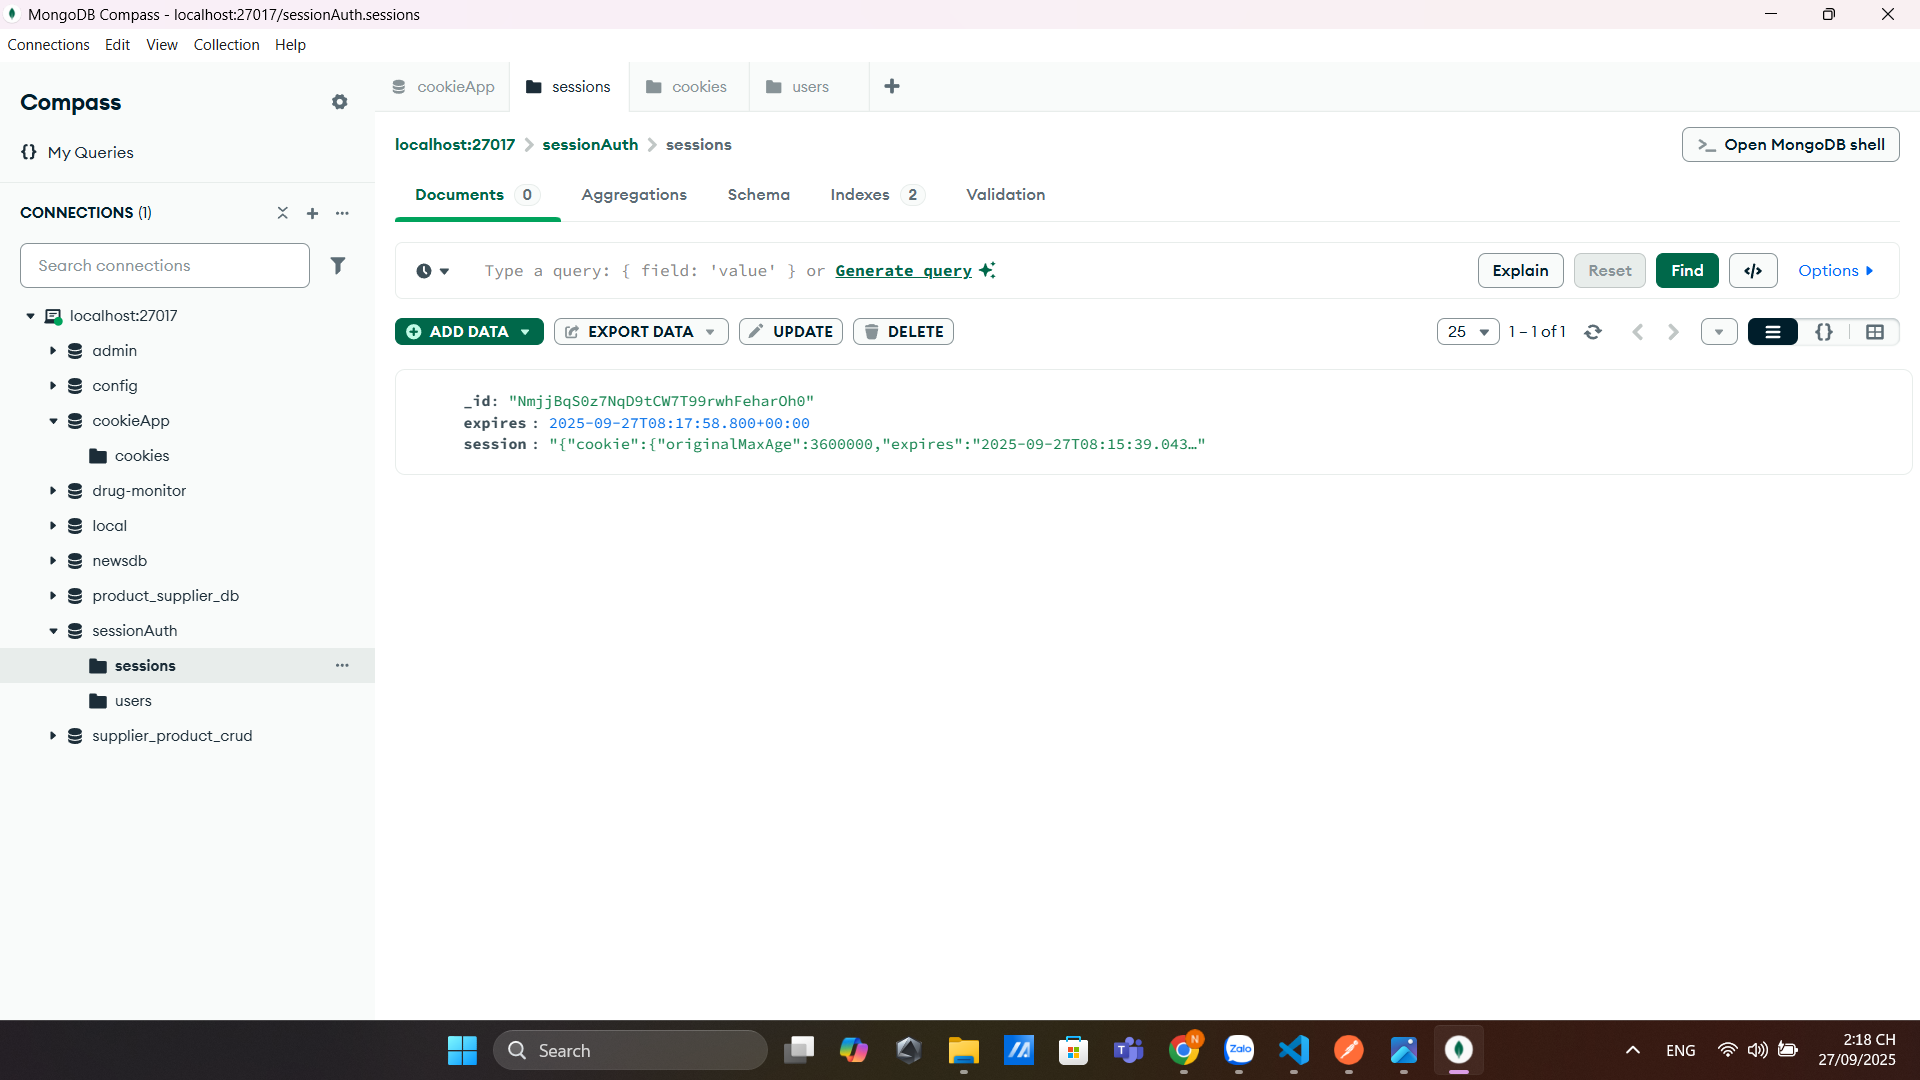 MongoDB Compass - localhost:27017/sessionAuth.sessions
Connections Edit View Collection Help
Compass
{} My Queries
CONNECTIONS (1)
Search connections
localhost:27017
admin
config
cookieApp
cookies
drug-monitor
local
newsdb
product_supplier_db
sessionAuth
sessions
users
supplier_product_crud
cookieApp sessions cookies users
localhost:27017 sessionAuth sessions
>_ Open MongoDB shell
Documents 0 Aggregations Schema Indexes 2 Validation
Type a query: { field: 'value' } or Generate query
Explain Reset Find </> Options
ADD DATA EXPORT DATA UPDATE DELETE
25 1 – 1 of 1 {}
_id: "NmjjBqS0z7NqD9tCW7T99rwhFeharOh0"
expires : 2025-09-27T08:17:58.800+00:00
session : "{"cookie":{"originalMaxAge":3600000,"expires":"2025-09-27T08:15:39.043…"
Search
N
Zalo
T
ENG
2:18 CH
27/09/2025